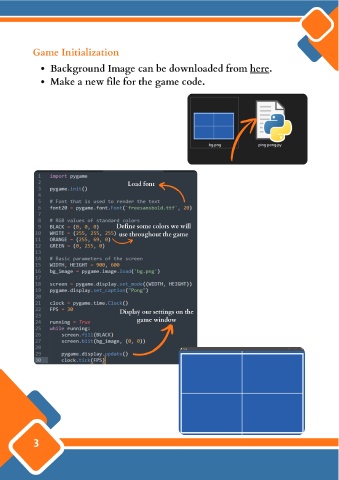 Game Initialization
• Background Image can be downloaded from here.
• Make a new file for the game code.
bg.png
1 import pygame
2
3 pygame.init()
4
Load font
5 # Font that is used to render the text
6 font20 = pygame.font.Font('freesansbold.ttf', 20)
7
8 # RGB values of standard colors
9 BLACK = (0, 0, 0)
10 WHITE = (255, 255, 255)
11 ORANGE = (255, 69, 0)
12 GREEN = (0, 255, 0)
Define some colors we will
use throughout the game
13
14 # Basic parameters of the screen
15 WIDTH, HEIGHT = 900, 600
16 bg_image = pygame.image.load('bg.png')
17
18 screen = pygame.display.set_mode((WIDTH, HEIGHT))
19 pygame.display.set_caption("Pong")
20
21 clock = pygame.time.Clock()
22 FPS = 30
23
Display our settings on the
game window
24 running = True
25 while running:
26 screen.fill(BLACK)
27 screen.blit(bg_image, (0, 0))
28
29 pygame.display.update()
30 clock.tick(FPS)
3